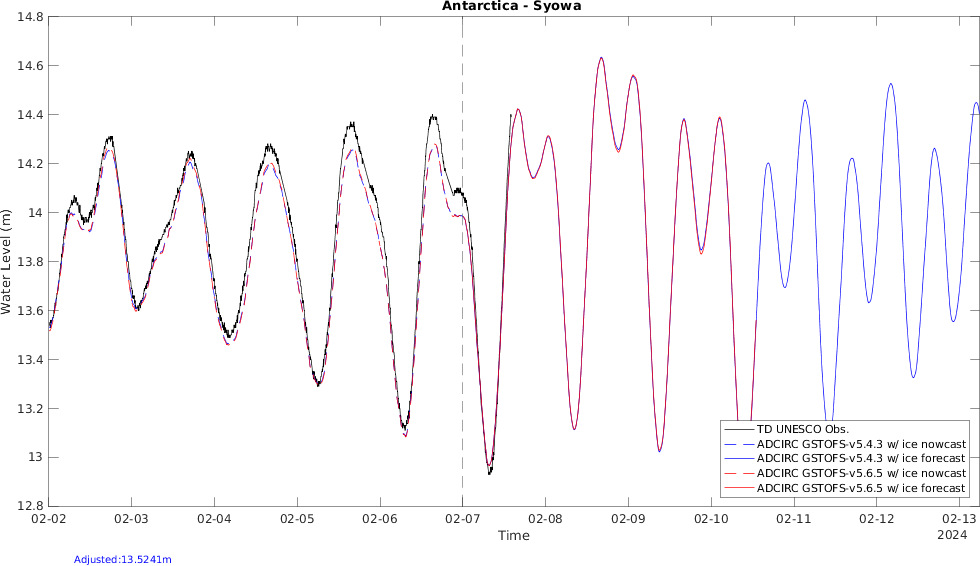 Antarctica - Syowa
Water Level (m)
14.8
14.6
14.4
14.2
14
13.8
13.6
13.4
13.2
13
12.8
TD UNESCO Obs.
ADCIRC GSTOFS-v5.4.3 w/ ice nowcast
ADCIRC GSTOFS-v5.4.3 w/ ice forecast
ADCIRC GSTOFS-v5.6.5 w/ ice nowcast
ADCIRC GSTOFS-v5.6.5 w/ ice forecast
02-02 02-03 02-04 02-05 02-06 02-07 02-08 02-09 02-10 02-11 02-12 02-13
Time
2024
Adjusted:13.5241m